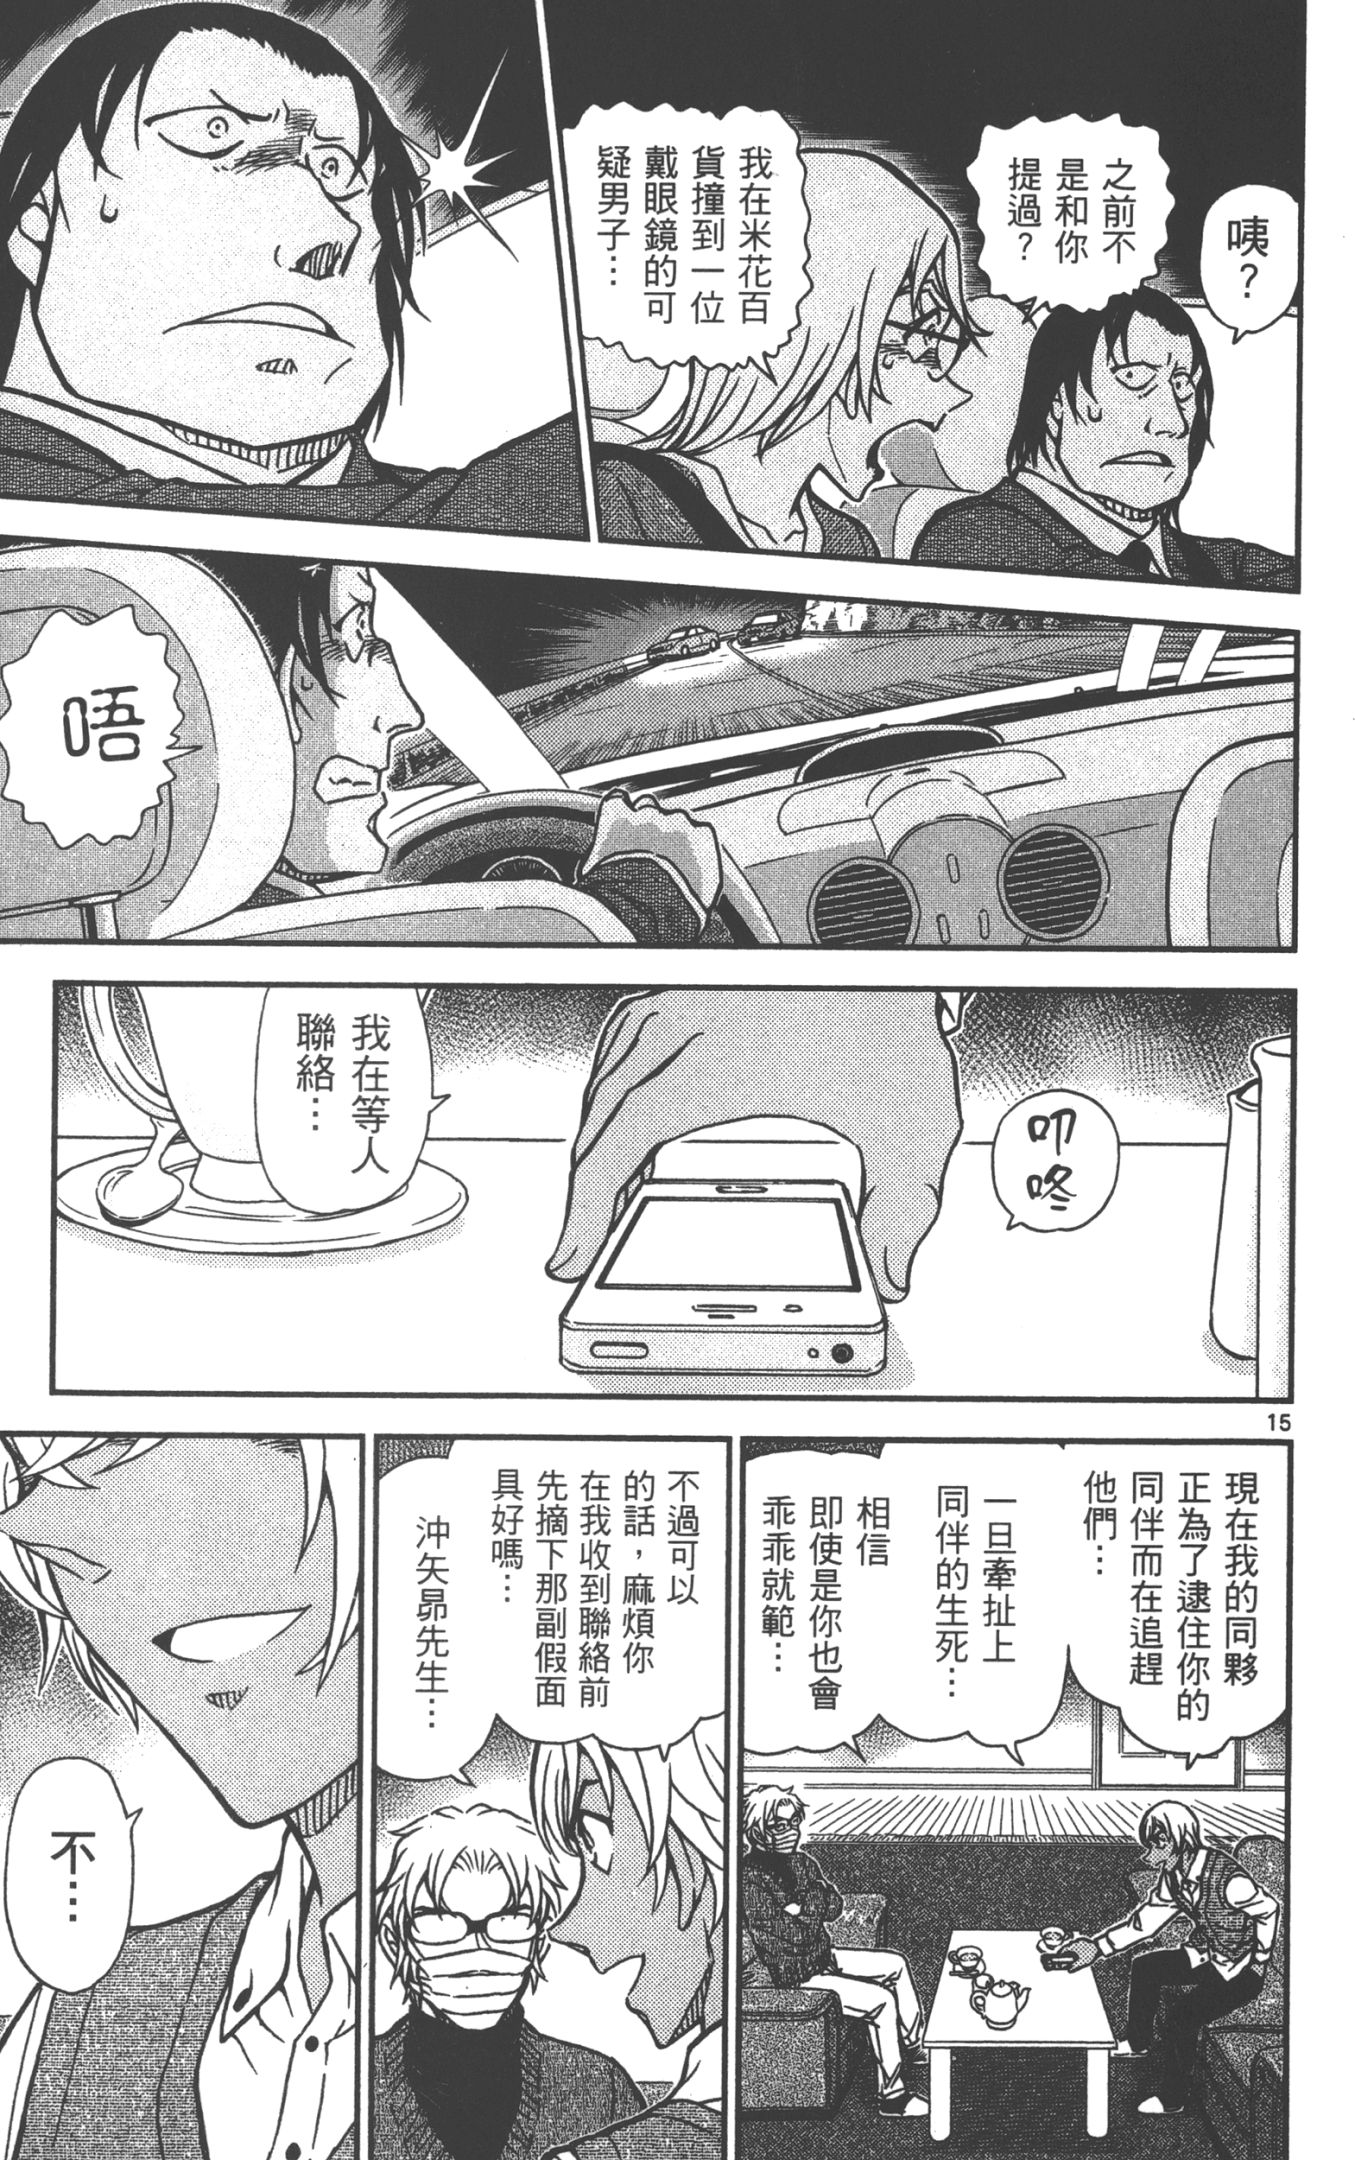 咦？
之前不
是和你
提過？
我在米花百
貨撞到一位
戴眼鏡的可
疑男子…
唔
叩
咚
我在等人
聯絡…
15
現在我的同夥
正為了逮住你的
同伴而在追趕
他們…
一旦牽扯上
同伴的生死…
相信
即使是你也會
乖乖就範…
不過可以
的話，麻煩你
在我收到聯絡前
先摘下那副假面
具好嗎…
沖矢昴先生…
不…